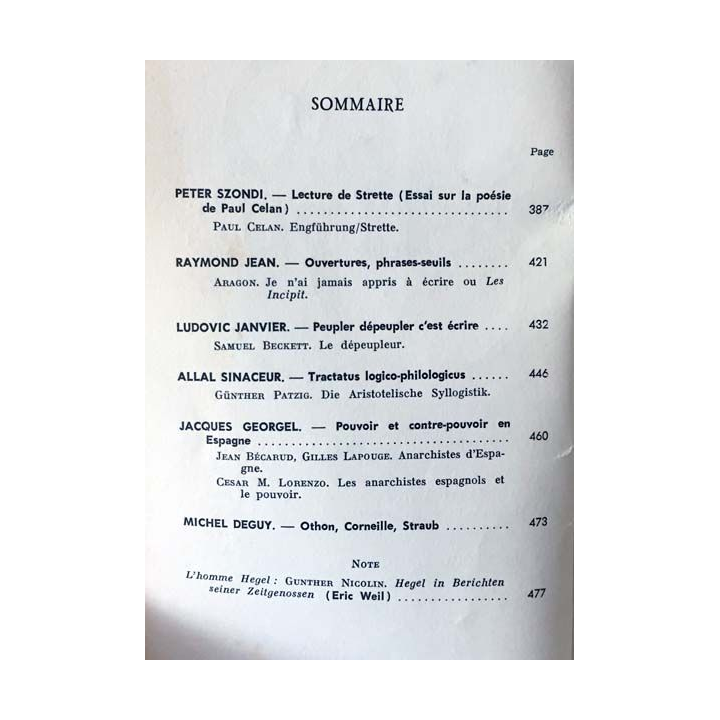 SOMMAIRE
Page
PETER SZONDI. — Lecture de Strette (Essai sur la poésie
de Paul Celan) ................................ 387
PAUL CELAN. Engführung/Strette.
RAYMOND JEAN. — Ouvertures, phrases-seuils ........ 421
ARAGON. Je n'ai jamais appris à écrire ou Les
Incipit.
LUDOVIC JANVIER. — Peupler dépeupler c'est écrire .... 432
SAMUEL BECKETT. Le dépeupleur.
ALLAL SINACEUR. — Tractatus logico-philologicus ...... 446
GÜNTHER PATZIG. Die Aristotelische Syllogistik.
JACQUES GEORGEL. — Pouvoir et contre-pouvoir en
Espagne ...................................... 460
JEAN BÉCARUD, GILLES LAPOUGE. Anarchistes d'Espa-
gne.
CESAR M. LORENZO. Les anarchistes espagnols et
le pouvoir.
MICHEL DEGUY. — Othon, Corneille, Straub .......... 473
NOTE
L'homme Hegel : GUNTHER NICOLIN. Hegel in Berichten
seiner Zeitgenossen (Eric Weil) ................. 477